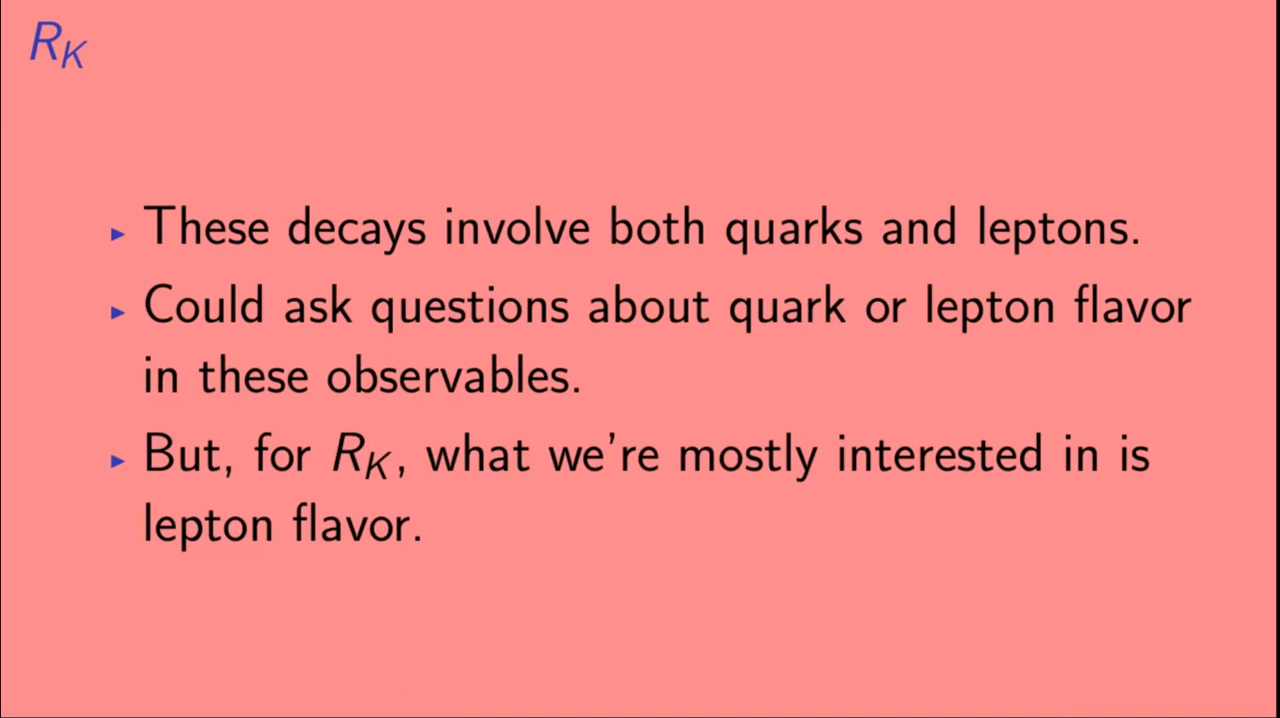 R_K
▸ These decays involve both quarks and leptons.
▸ Could ask questions about quark or lepton flavor
in these observables.
▸ But, for R_K, what we're mostly interested in is
lepton flavor.